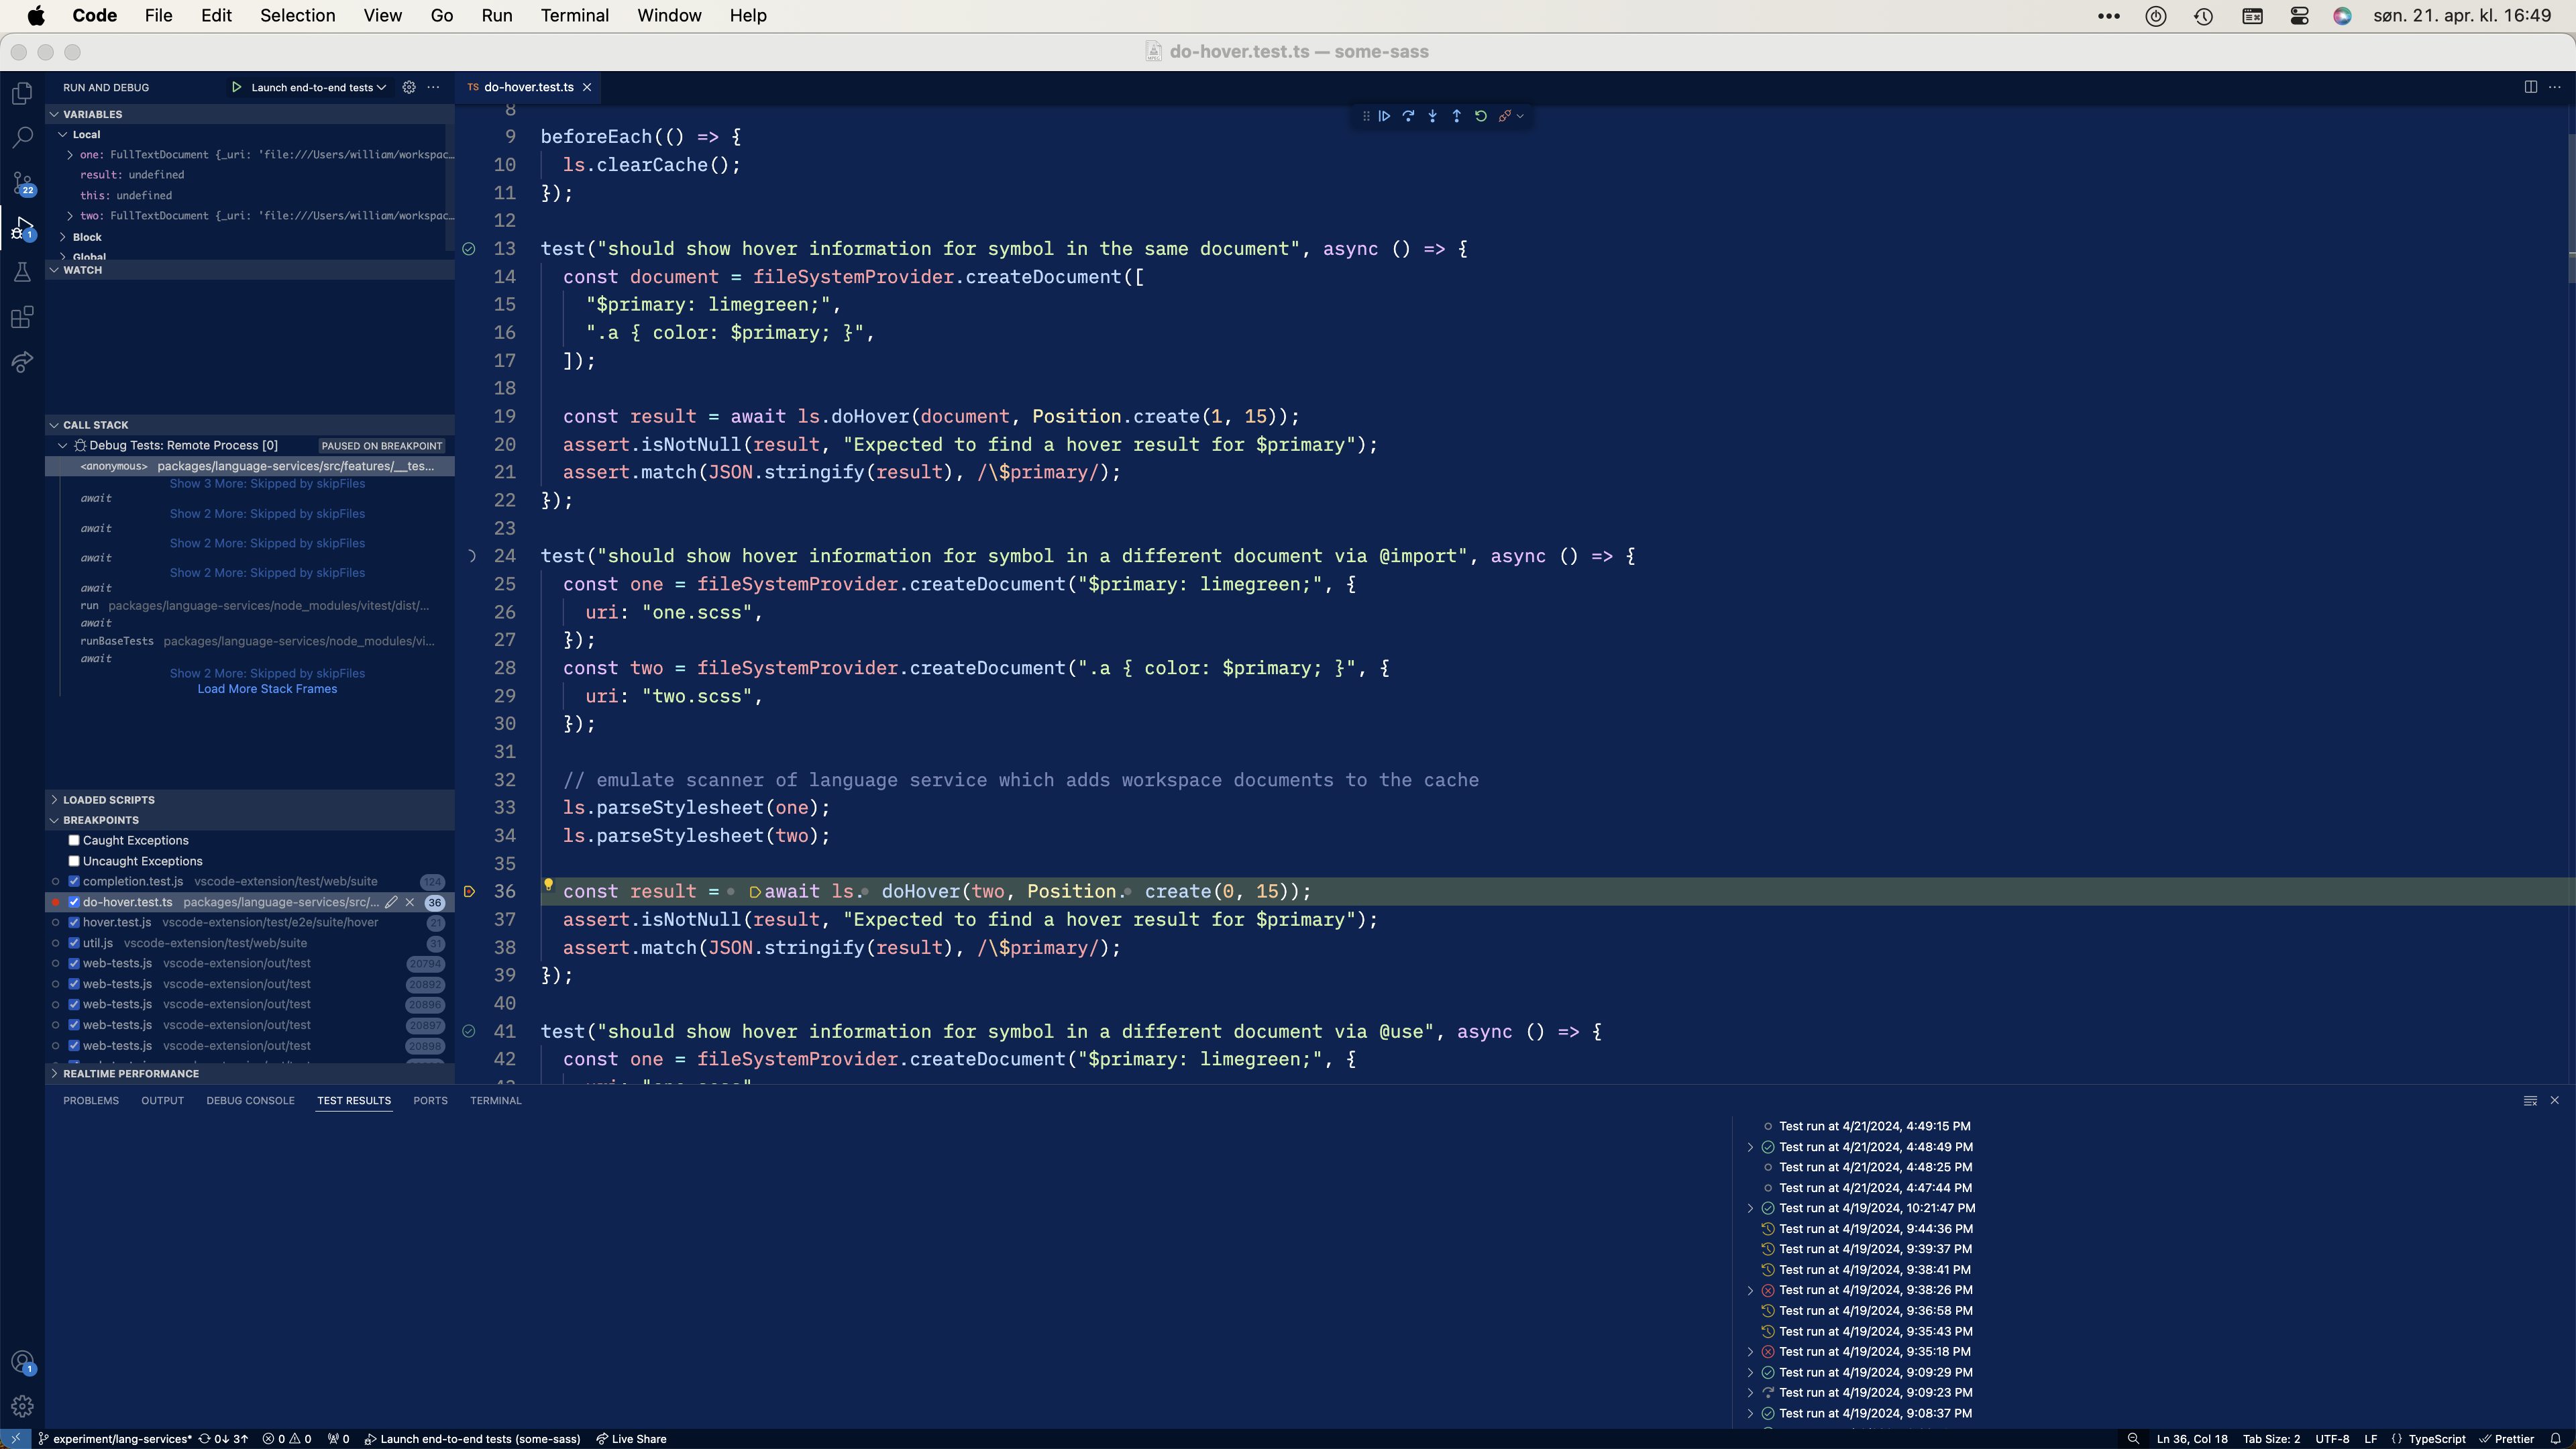 Code File Edit Selection View Go Run Terminal Window Help
søn. 21. apr. kl. 16:49
do-hover.test.ts — some-sass
RUN AND DEBUG
Launch end-to-end tests
VARIABLES
Local
one: FullTextDocument {_uri: 'file:///Users/william/workspac…
result: undefined
this: undefined
two: FullTextDocument {_uri: 'file:///Users/william/workspac…
Block
Global
WATCH
CALL STACK
Debug Tests: Remote Process [0] PAUSED ON BREAKPOINT
<anonymous> packages/language-services/src/features/__tes…
Show 3 More: Skipped by skipFiles
await
Show 2 More: Skipped by skipFiles
await
Show 2 More: Skipped by skipFiles
await
Show 2 More: Skipped by skipFiles
await
run packages/language-services/node_modules/vitest/dist/…
await
runBaseTests packages/language-services/node_modules/vi…
await
Show 2 More: Skipped by skipFiles
Load More Stack Frames
LOADED SCRIPTS
BREAKPOINTS
Caught Exceptions
Uncaught Exceptions
completion.test.js vscode-extension/test/web/suite 124
do-hover.test.ts packages/language-services/src/… 36
hover.test.js vscode-extension/test/e2e/suite/hover 21
util.js vscode-extension/test/web/suite 31
web-tests.js vscode-extension/out/test 20794
web-tests.js vscode-extension/out/test 20892
web-tests.js vscode-extension/out/test 20896
web-tests.js vscode-extension/out/test 20897
web-tests.js vscode-extension/out/test 20898
REALTIME PERFORMANCE
22
1
1
TS do-hover.test.ts
8
9 beforeEach(() => {
10 ls.clearCache();
11 });
12
13 test("should show hover information for symbol in the same document", async () => {
14 const document = fileSystemProvider.createDocument([
15 "$primary: limegreen;",
16 ".a { color: $primary; }",
17 ]);
18
19 const result = await ls.doHover(document, Position.create(1, 15));
20 assert.isNotNull(result, "Expected to find a hover result for $primary");
21 assert.match(JSON.stringify(result), /\$primary/);
22 });
23
24 test("should show hover information for symbol in a different document via @import", async () => {
25 const one = fileSystemProvider.createDocument("$primary: limegreen;", {
26 uri: "one.scss",
27 });
28 const two = fileSystemProvider.createDocument(".a { color: $primary; }", {
29 uri: "two.scss",
30 });
31
32 // emulate scanner of language service which adds workspace documents to the cache
33 ls.parseStylesheet(one);
34 ls.parseStylesheet(two);
35
36 const result = await ls. doHover(two, Position. create(0, 15));
37 assert.isNotNull(result, "Expected to find a hover result for $primary");
38 assert.match(JSON.stringify(result), /\$primary/);
39 });
40
41 test("should show hover information for symbol in a different document via @use", async () => {
42 const one = fileSystemProvider.createDocument("$primary: limegreen;", {
PROBLEMS OUTPUT DEBUG CONSOLE TEST RESULTS PORTS TERMINAL
Test run at 4/21/2024, 4:49:15 PM
Test run at 4/21/2024, 4:48:49 PM
Test run at 4/21/2024, 4:48:25 PM
Test run at 4/21/2024, 4:47:44 PM
Test run at 4/19/2024, 10:21:47 PM
Test run at 4/19/2024, 9:44:36 PM
Test run at 4/19/2024, 9:39:37 PM
Test run at 4/19/2024, 9:38:41 PM
Test run at 4/19/2024, 9:38:26 PM
Test run at 4/19/2024, 9:36:58 PM
Test run at 4/19/2024, 9:35:43 PM
Test run at 4/19/2024, 9:35:18 PM
Test run at 4/19/2024, 9:09:29 PM
Test run at 4/19/2024, 9:09:23 PM
Test run at 4/19/2024, 9:08:37 PM
experiment/lang-services* 0↓ 3↑ 0 0 0 Launch end-to-end tests (some-sass) Live Share
Ln 36, Col 18 Tab Size: 2 UTF-8 LF {} TypeScript Prettier